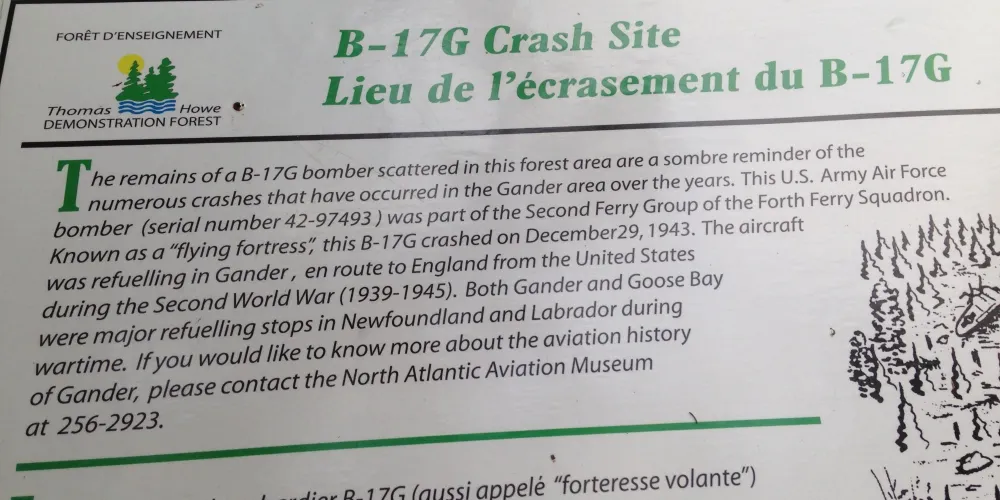 FORÊT D'ENSEIGNEMENT
Thomas Howe
DEMONSTRATION FOREST
B-17G Crash Site
Lieu de l'écrasement du B-17G
The remains of a B-17G bomber scattered in this forest area are a sombre reminder of the
numerous crashes that have occurred in the Gander area over the years. This U.S. Army Air Force
bomber (serial number 42-97493 ) was part of the Second Ferry Group of the Forth Ferry Squadron.
Known as a "flying fortress", this B-17G crashed on December29, 1943. The aircraft
was refuelling in Gander , en route to England from the United States
during the Second World War (1939-1945). Both Gander and Goose Bay
were major refuelling stops in Newfoundland and Labrador during
wartime. If you would like to know more about the aviation history
of Gander, please contact the North Atlantic Aviation Museum
at 256-2923.
B-17G (aussi appelé "forteresse volante")